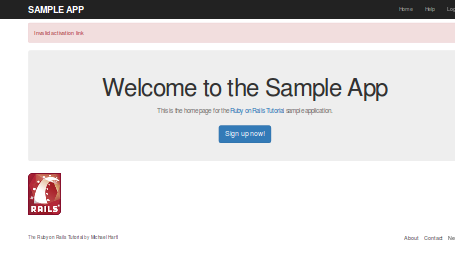 SAMPLE APP Home Help Log
Invalid activation link
Welcome to the Sample App
This is the home page for the Ruby on Rails Tutorial sample application.
Sign up now!
RAILS
The Ruby on Rails Tutorial by Michael Hartl
About Contact Ne